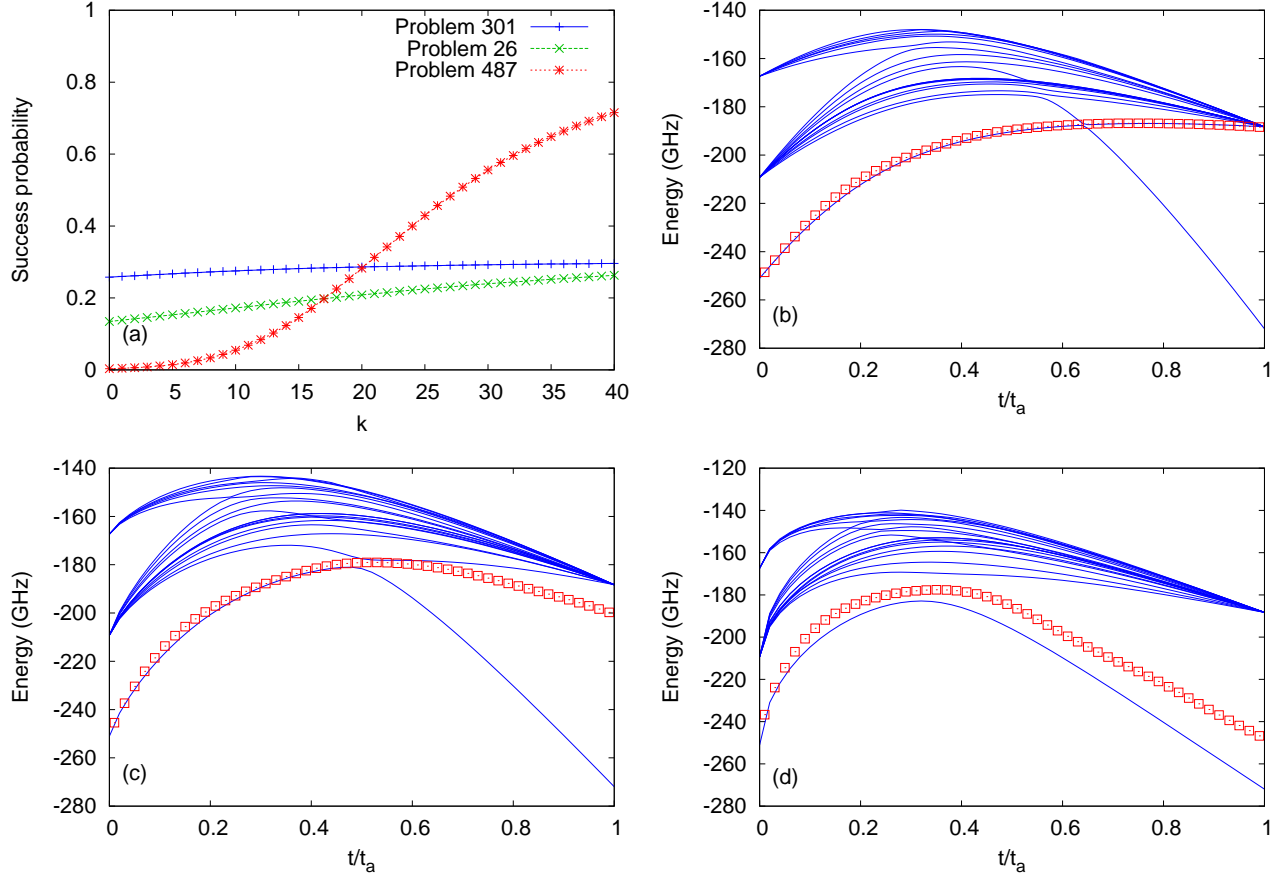 Success probability
1
0.8
0.6
0.4
0.2
0
Problem 301
Problem 26
Problem 487
(a)
0 5 10 15 20 25 30 35 40
k
Energy (GHz)
-140
-160
-180
-200
-220
-240
-260
-280
(b)
0 0.2 0.4 0.6 0.8 1
t/ta
Energy (GHz)
-140
-160
-180
-200
-220
-240
-260
-280
(c)
0 0.2 0.4 0.6 0.8 1
t/ta
Energy (GHz)
-120
-140
-160
-180
-200
-220
-240
-260
-280
(d)
0 0.2 0.4 0.6 0.8 1
t/ta